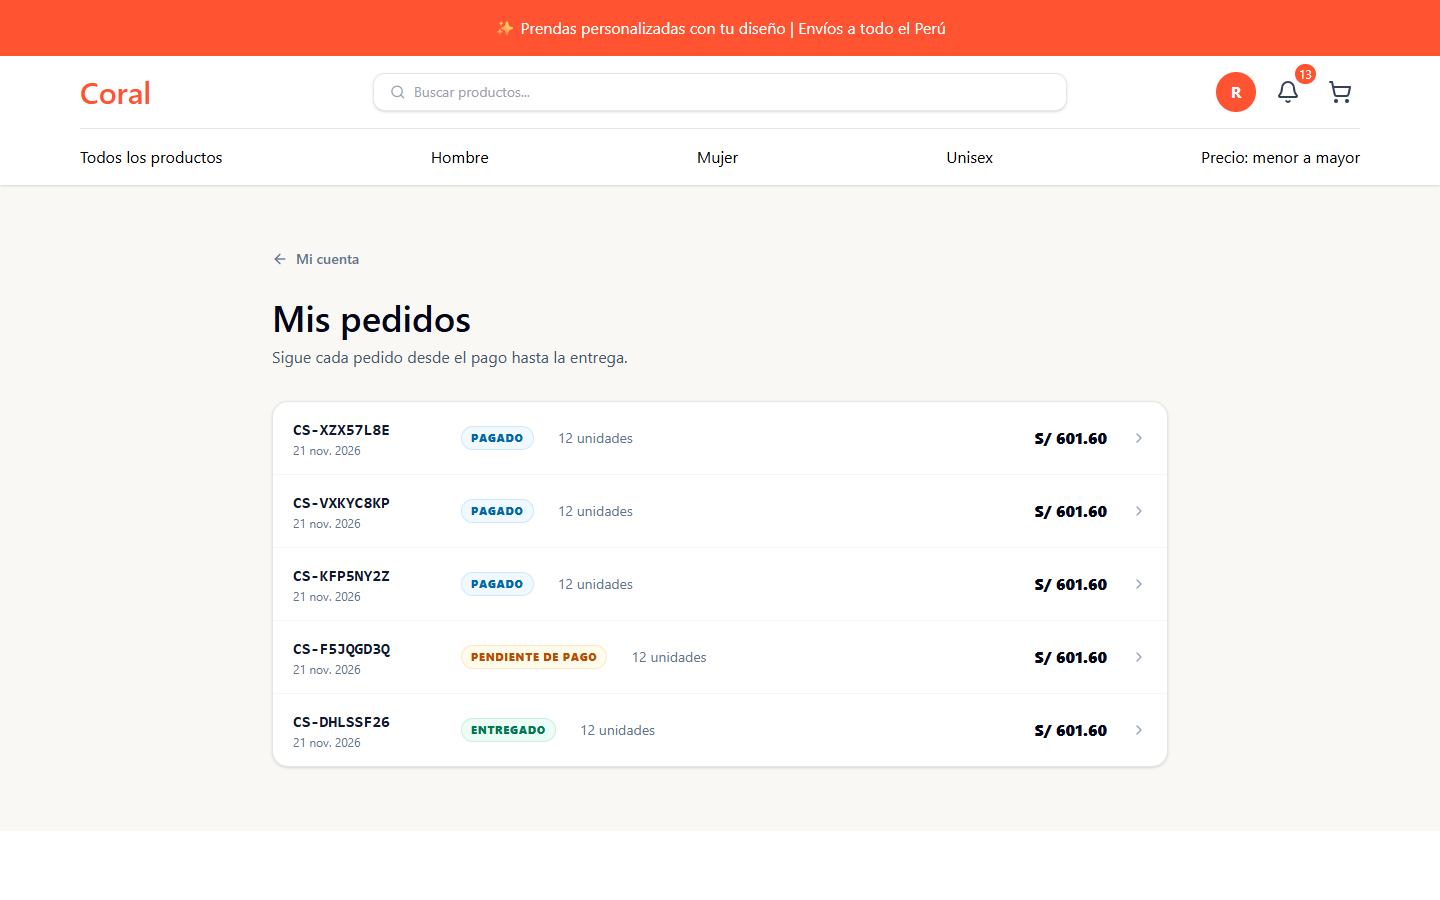 ✨ Prendas personalizadas con tu diseño | Envíos a todo el Perú
Coral
Buscar productos...
R
13
Todos los productos
Hombre
Mujer
Unisex
Precio: menor a mayor
Mi cuenta
Mis pedidos
Sigue cada pedido desde el pago hasta la entrega.
CS-XZX57L8E
21 nov. 2026
PAGADO
12 unidades
S/ 601.60
CS-VXKYC8KP
21 nov. 2026
PAGADO
12 unidades
S/ 601.60
CS-KFP5NY2Z
21 nov. 2026
PAGADO
12 unidades
S/ 601.60
CS-F5JQGD3Q
21 nov. 2026
PENDIENTE DE PAGO
12 unidades
S/ 601.60
CS-DHLSSF26
21 nov. 2026
ENTREGADO
12 unidades
S/ 601.60